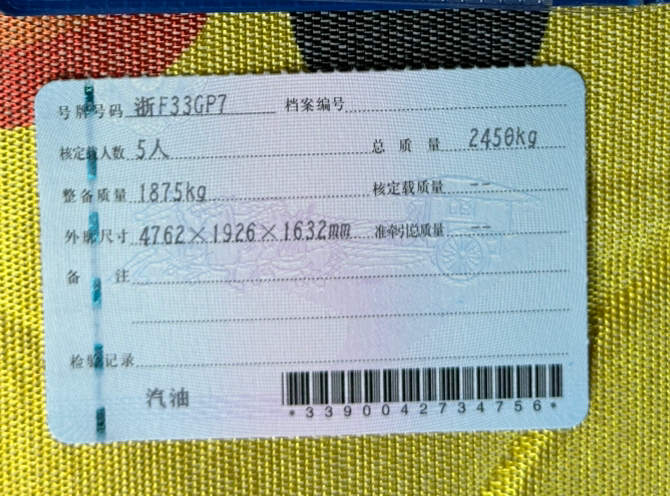 号牌号码 浙F33GP7 档案编号
核定载人数 5人 总质量 2450kg
整备质量 1875kg 核定载质量 --
外廓尺寸 4762×1926×1632mm 准牵引总质量 --
备注
检验记录
汽油
*3390042734756*